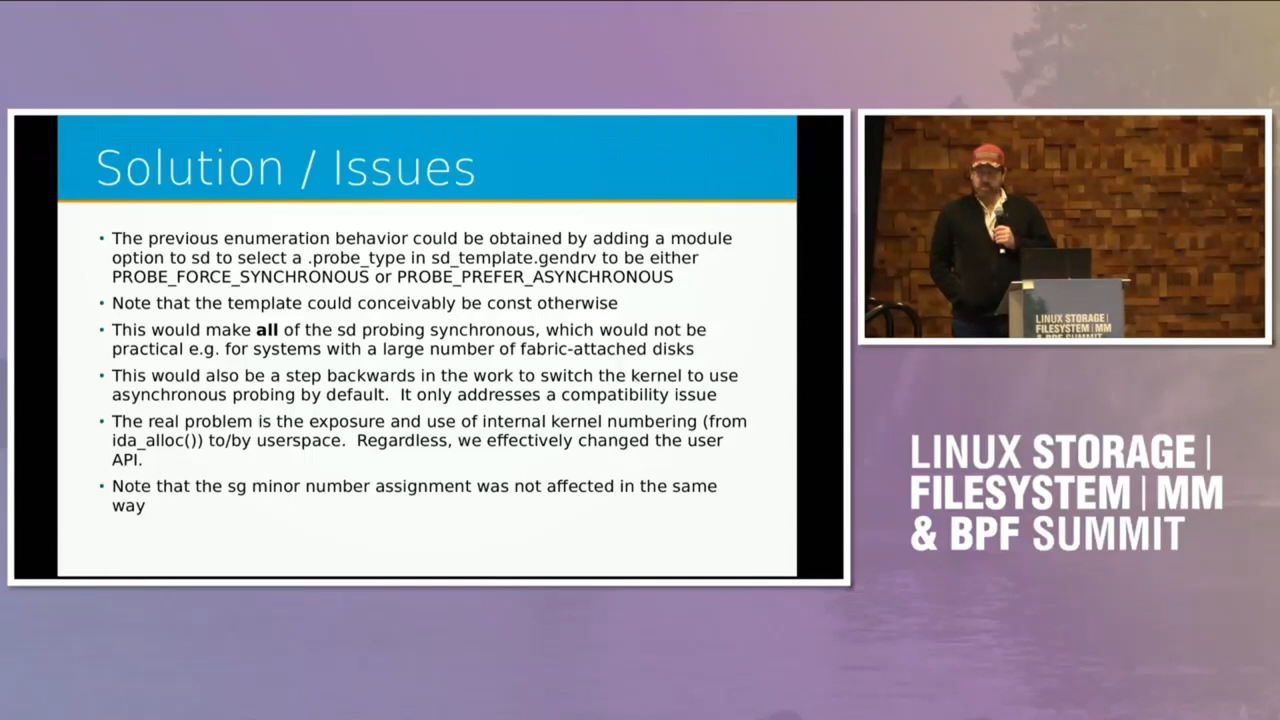 Solution / Issues
• The previous enumeration behavior could be obtained by adding a module
option to sd to select a .probe_type in sd_template.gendrv to be either
PROBE_FORCE_SYNCHRONOUS or PROBE_PREFER_ASYNCHRONOUS
• Note that the template could conceivably be const otherwise
• This would make all of the sd probing synchronous, which would not be
practical e.g. for systems with a large number of fabric-attached disks
• This would also be a step backwards in the work to switch the kernel to use
asynchronous probing by default.  It only addresses a compatibility issue
• The real problem is the exposure and use of internal kernel numbering (from
ida_alloc()) to/by userspace.  Regardless, we effectively changed the user
API.
• Note that the sg minor number assignment was not affected in the same
way
LINUX STORAGE |
FILESYSTEM | MM
& BPF SUMMIT
LINUX STORAGE |
FILESYSTEM | MM
& BPF SUMMIT